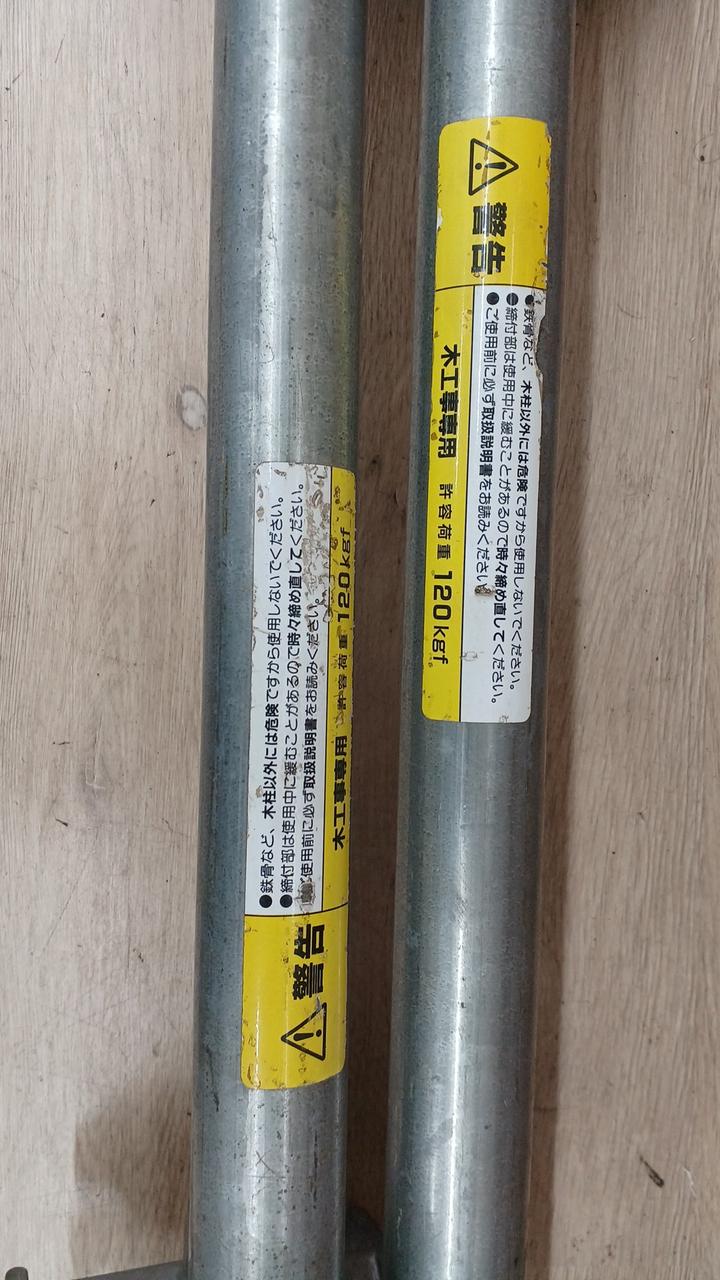 警告
●鉄骨など、木柱以外には危険ですから使用しないでください。
●締付部は使用中に緩むことがあるので時々締め直してください。
●ご使用前に必ず取扱説明書をお読みください。
木工事専用 許容荷重 120kgf
警告
●鉄骨など、木柱以外には危険ですから使用しないでください。
●締付部は使用中に緩むことがあるので時々締め直してください。
●ご使用前に必ず取扱説明書をお読みください
木工事専用 許容荷重 120kgf